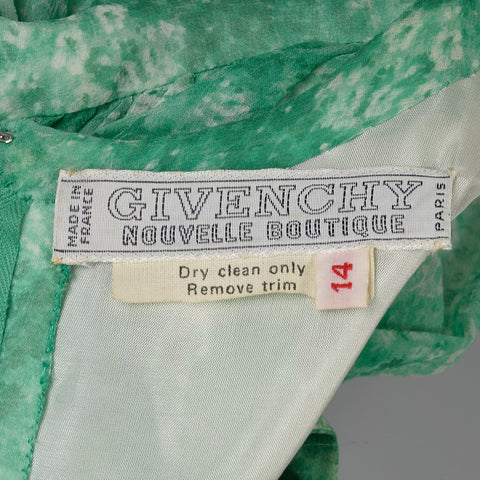 MADE IN
FRANCE
GIVENCHY
NOUVELLE BOUTIQUE
PARIS
Dry clean only
Remove trim
14